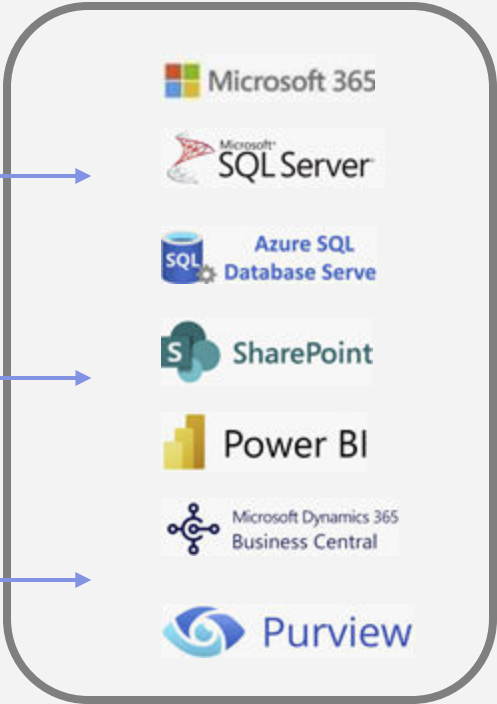 Microsoft 365
Microsoft®
SQL Server
SQL
Azure SQL
Database Serve
S
SharePoint
Power BI
Microsoft Dynamics 365
Business Central
Purview